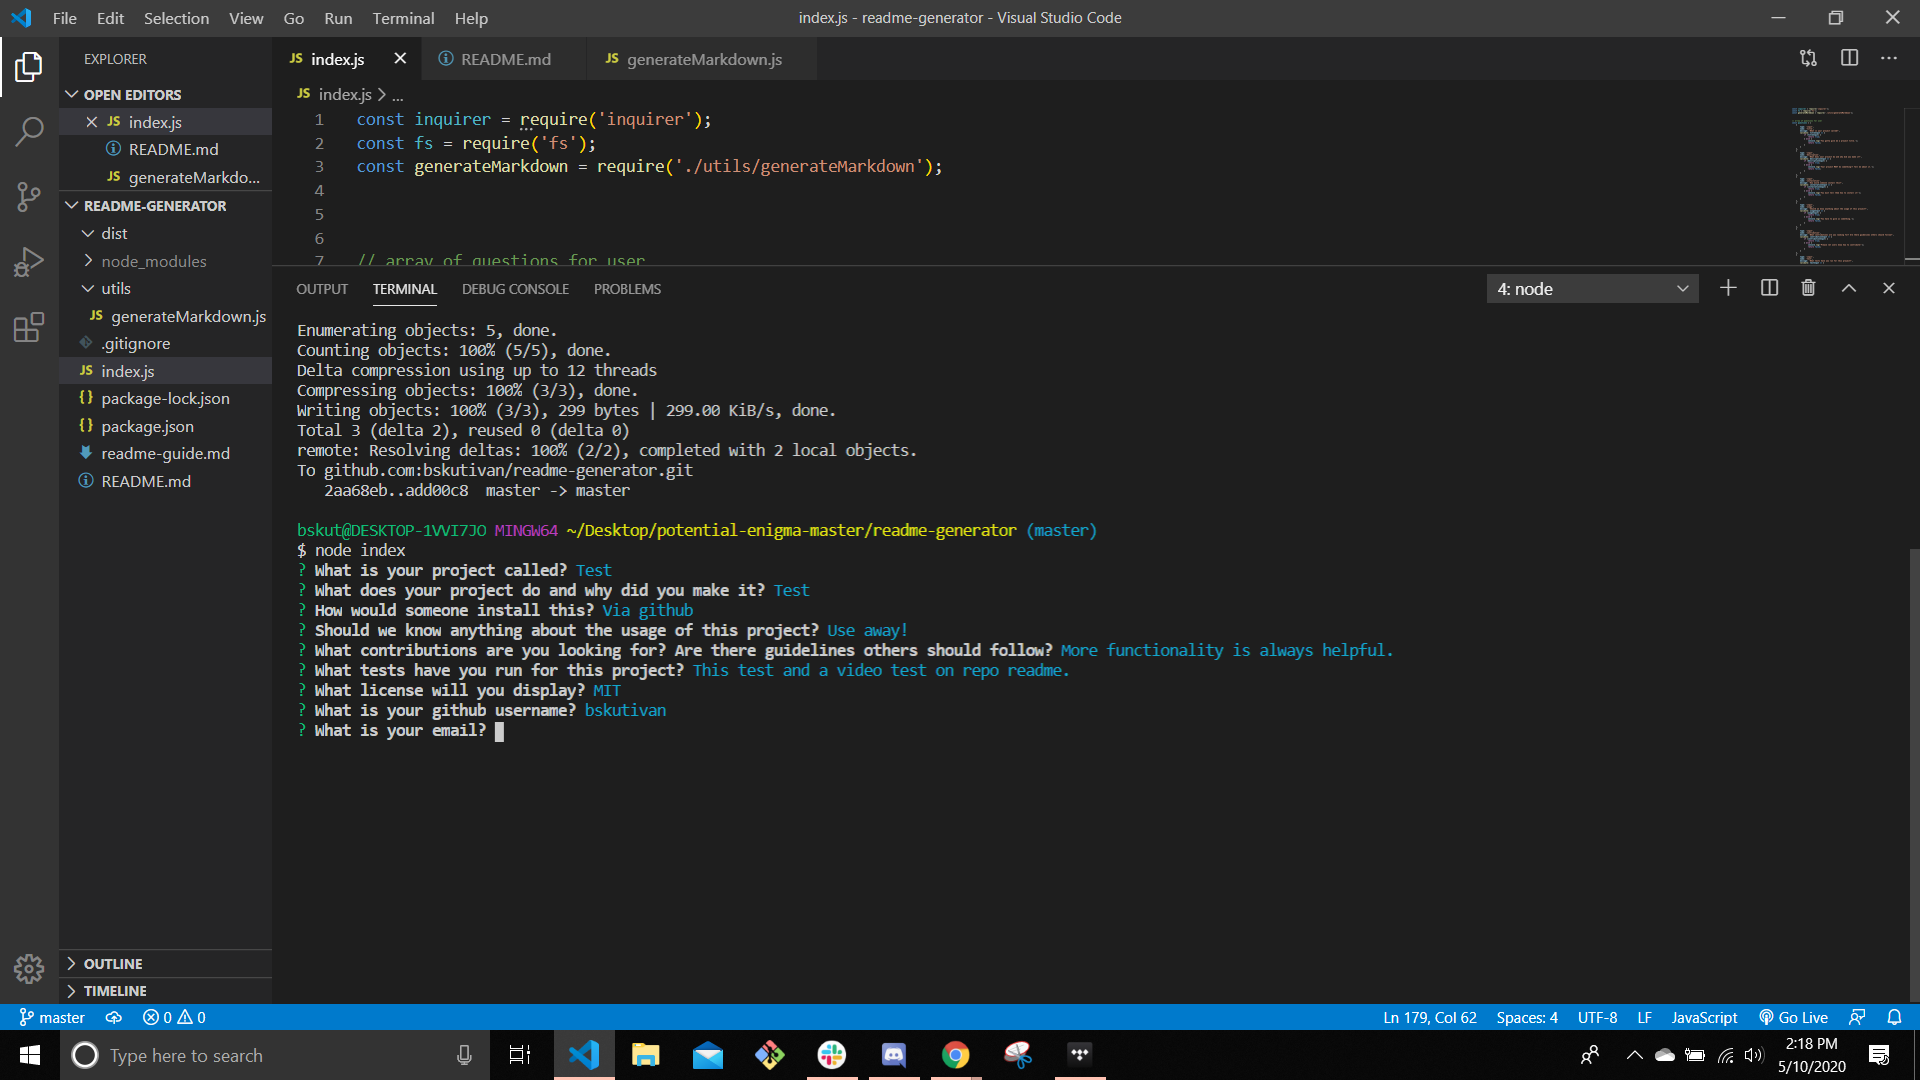 File Edit Selection View Go Run Terminal Help
index.js - readme-generator - Visual Studio Code
EXPLORER
OPEN EDITORS
JS index.js
README.md
JS generateMarkdo...
README-GENERATOR
dist
node_modules
utils
JS generateMarkdown.js
.gitignore
JS index.js
{} package-lock.json
{} package.json
readme-guide.md
README.md
OUTLINE
TIMELINE
JS index.js
README.md
JS generateMarkdown.js
JS index.js > ...
1 const inquirer = require('inquirer');
2 const fs = require('fs');
3 const generateMarkdown = require('./utils/generateMarkdown');
4
5
6
7 // array of questions for user
OUTPUT TERMINAL DEBUG CONSOLE PROBLEMS
4: node
Enumerating objects: 5, done.
Counting objects: 100% (5/5), done.
Delta compression using up to 12 threads
Compressing objects: 100% (3/3), done.
Writing objects: 100% (3/3), 299 bytes | 299.00 KiB/s, done.
Total 3 (delta 2), reused 0 (delta 0)
remote: Resolving deltas: 100% (2/2), completed with 2 local objects.
To github.com:bskutivan/readme-generator.git
2aa68eb..add00c8 master -> master
bskut@DESKTOP-1VVI7JO MINGW64 ~/Desktop/potential-enigma-master/readme-generator (master)
$ node index
? What is your project called? Test
? What does your project do and why did you make it? Test
? How would someone install this? Via github
? Should we know anything about the usage of this project? Use away!
? What contributions are you looking for? Are there guidelines others should follow? More functionality is always helpful.
? What tests have you run for this project? This test and a video test on repo readme.
? What license will you display? MIT
? What is your github username? bskutivan
? What is your email?
master 0 0
Ln 179, Col 62 Spaces: 4 UTF-8 LF JavaScript Go Live
Type here to search
2:18 PM
5/10/2020